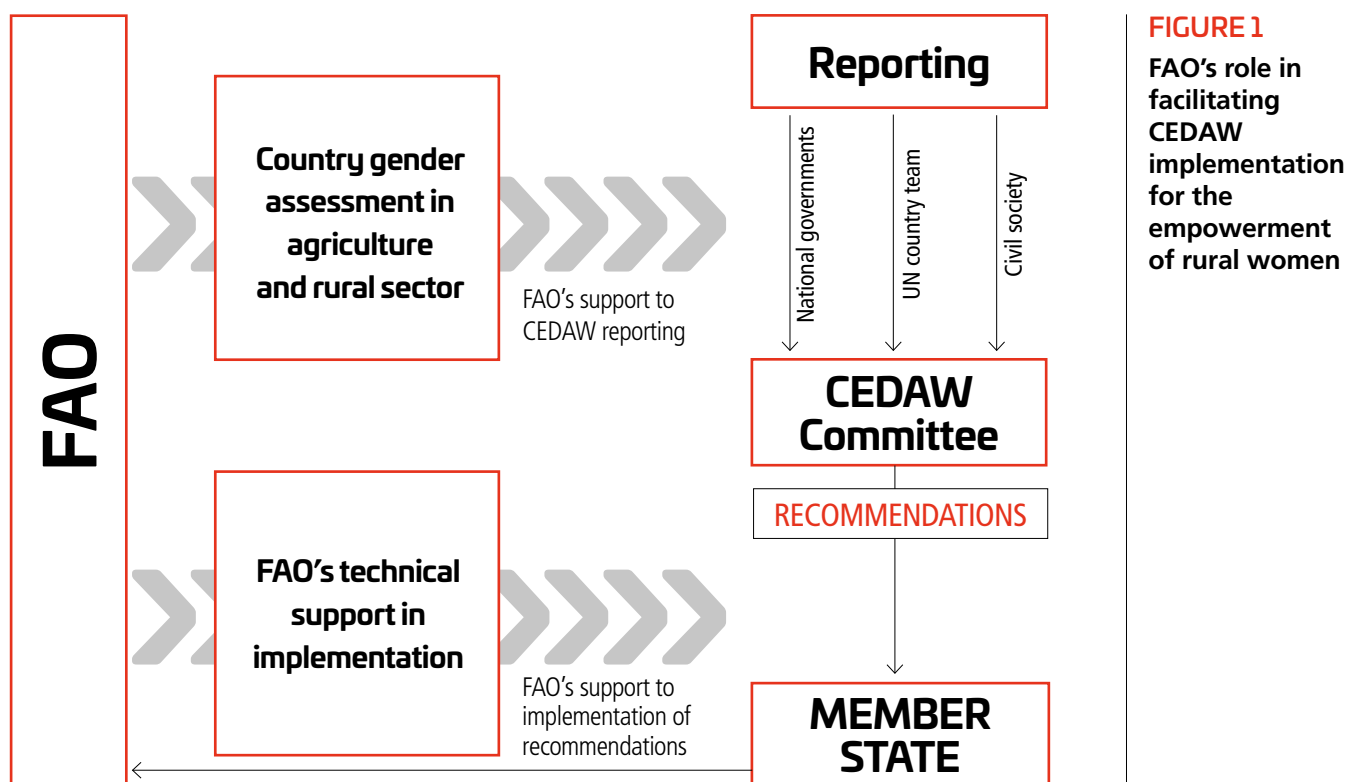 FAO
Country gender
assessment in
agriculture
and rural sector
FAO's support to
CEDAW reporting
FAO's technical
support in
implementation
FAO's support to
implementation of
recommendations
Reporting
National governments
UN country team
Civil society
CEDAW
Committee
RECOMMENDATIONS
MEMBER
STATE
FIGURE 1
FAO's role in
facilitating
CEDAW
implementation
for the
empowerment
of rural women